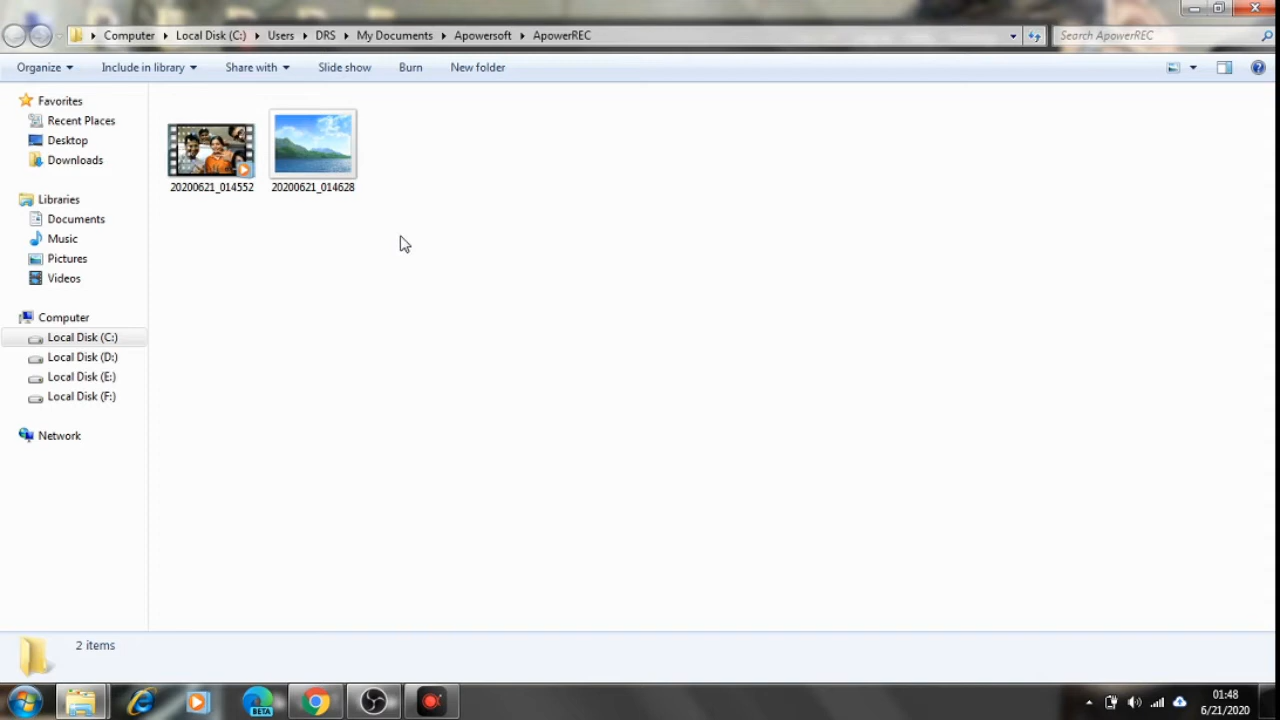 Computer Local Disk (C:) Users DRS My Documents Apowersoft ApowerREC Search ApowerREC
Organize Include in library Share with Slide show Burn New folder
Favorites
Recent Places
Desktop
Downloads
Libraries
Documents
Music
Pictures
Videos
Computer
Local Disk (C:)
Local Disk (D:)
Local Disk (E:)
Local Disk (F:)
Network
20200621_014552 20200621_014628
2 items
BETA
01:48
6/21/2020